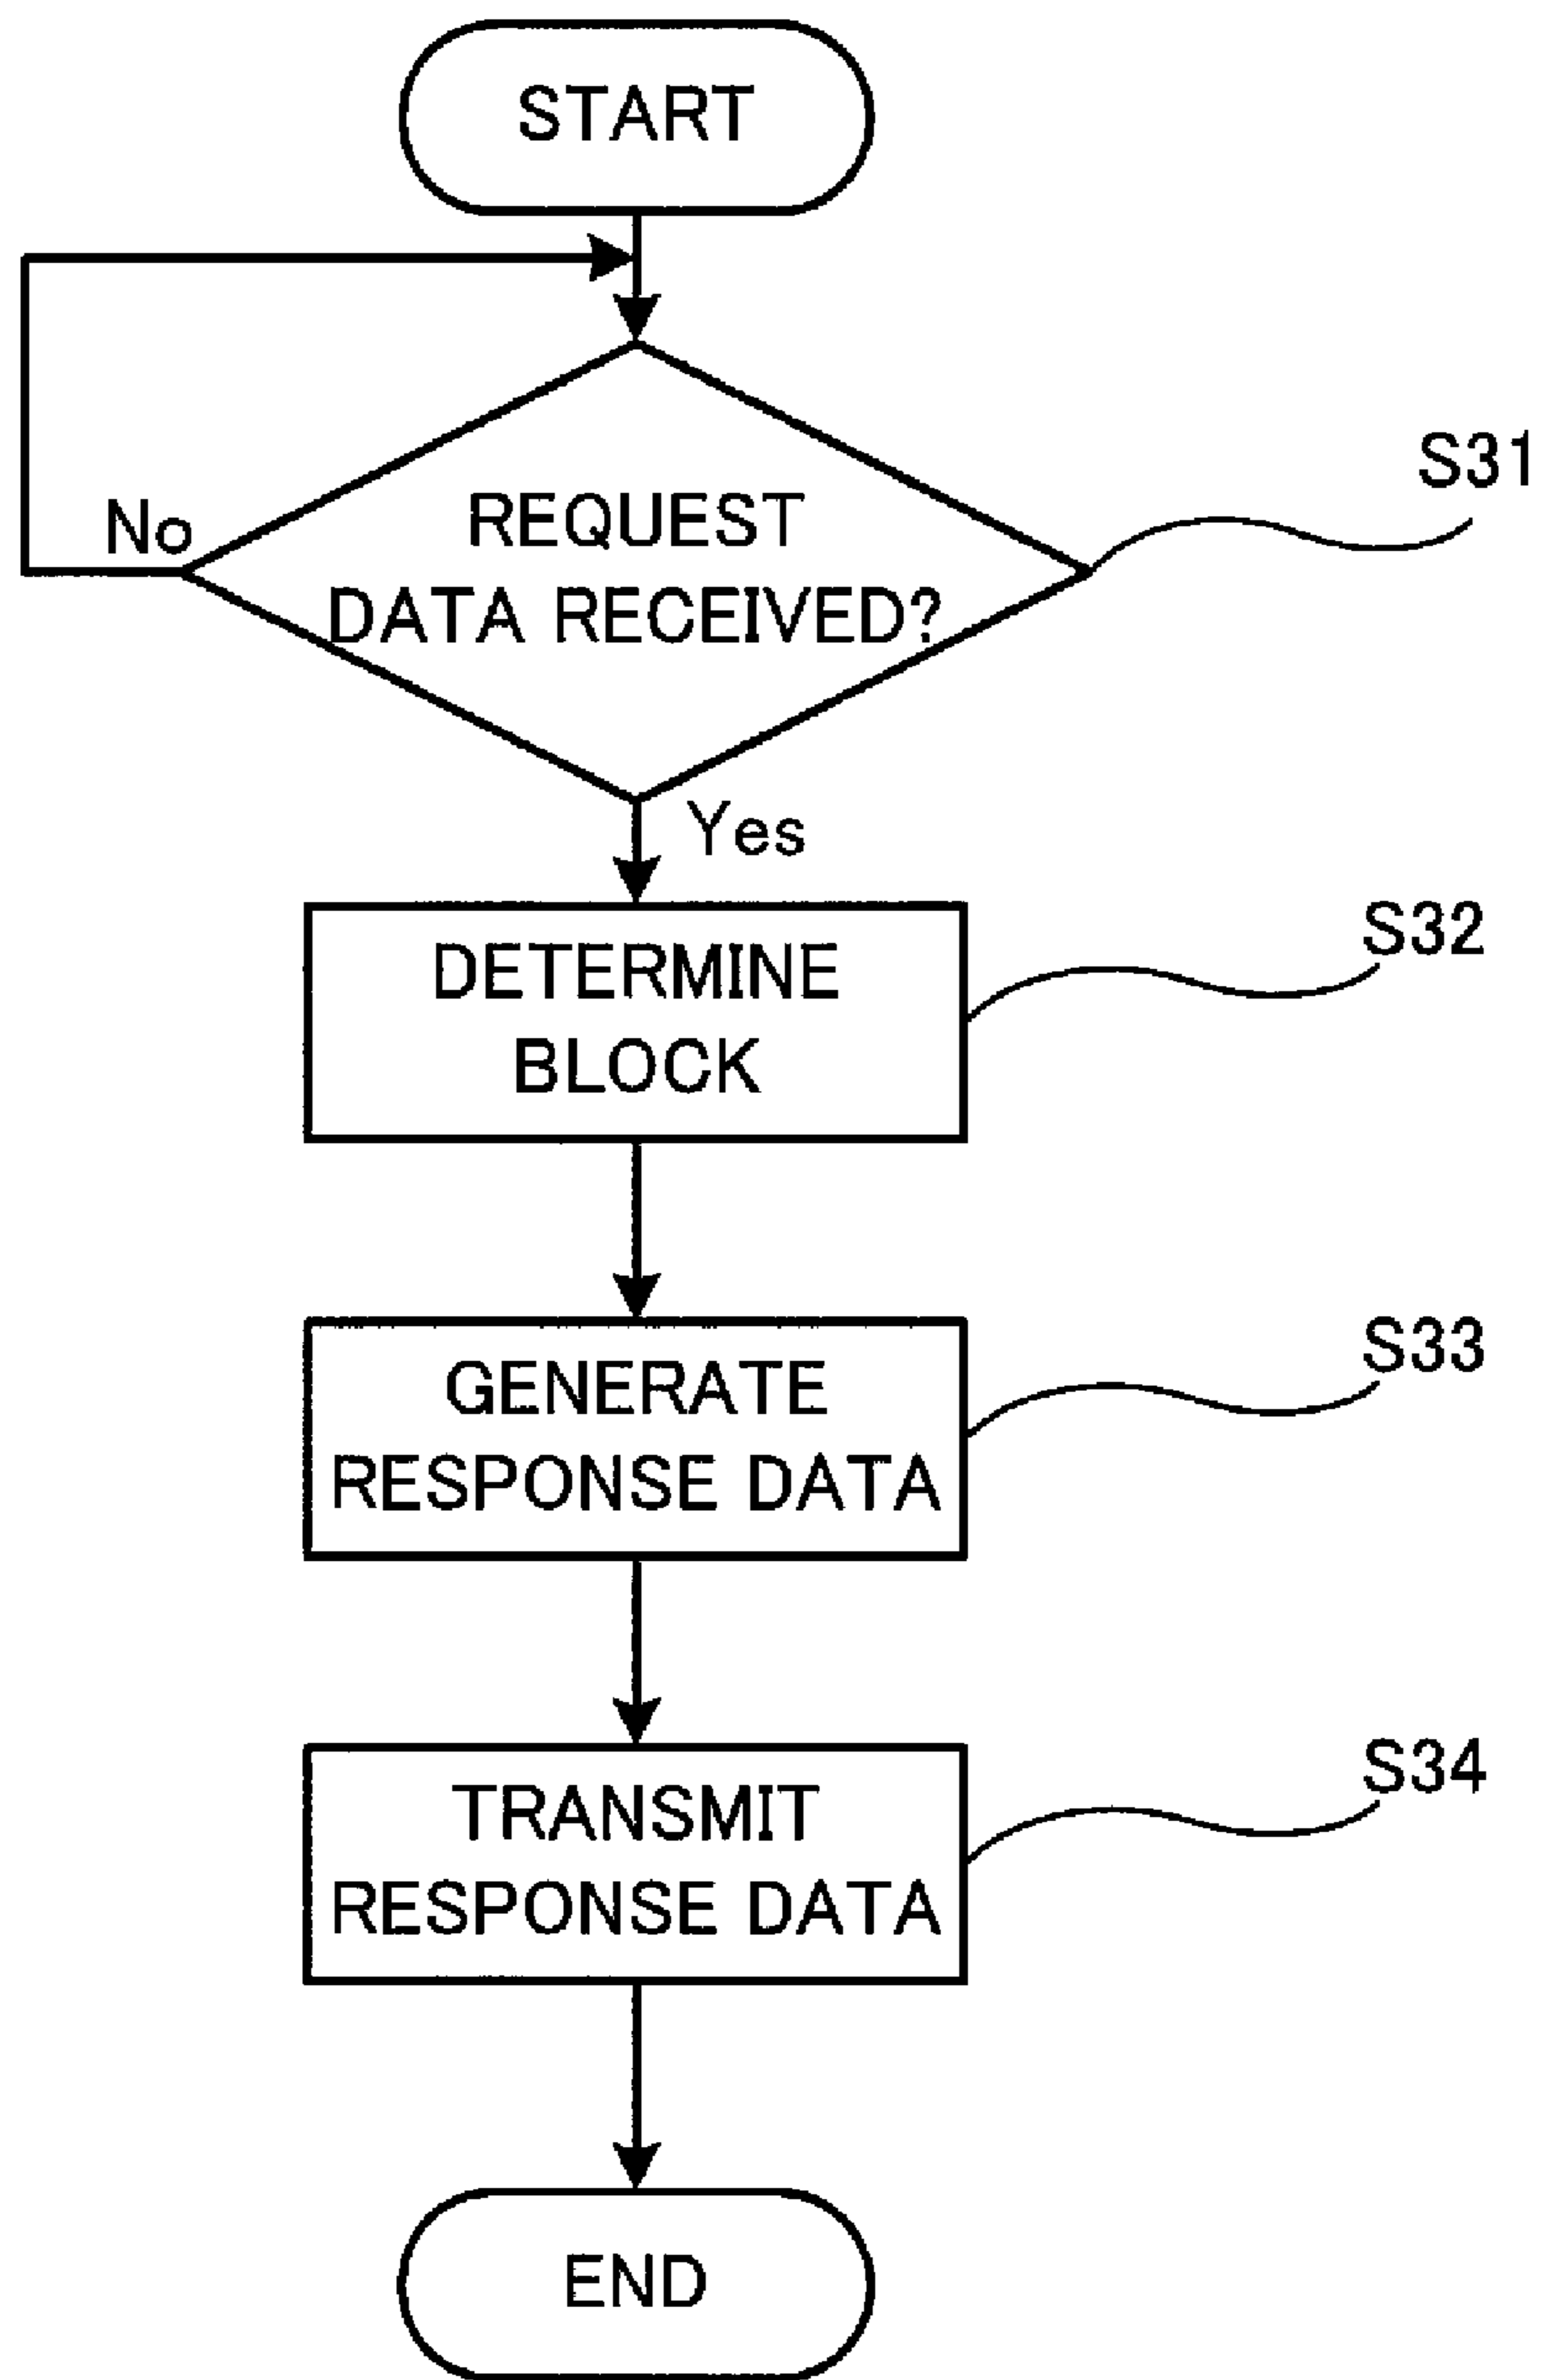 START
S31
No
REQUEST
DATA RECEIVED?
Yes
S32
DETERMINE
BLOCK
S33
GENERATE
RESPONSE DATA
S34
TRANSMIT
RESPONSE DATA
END